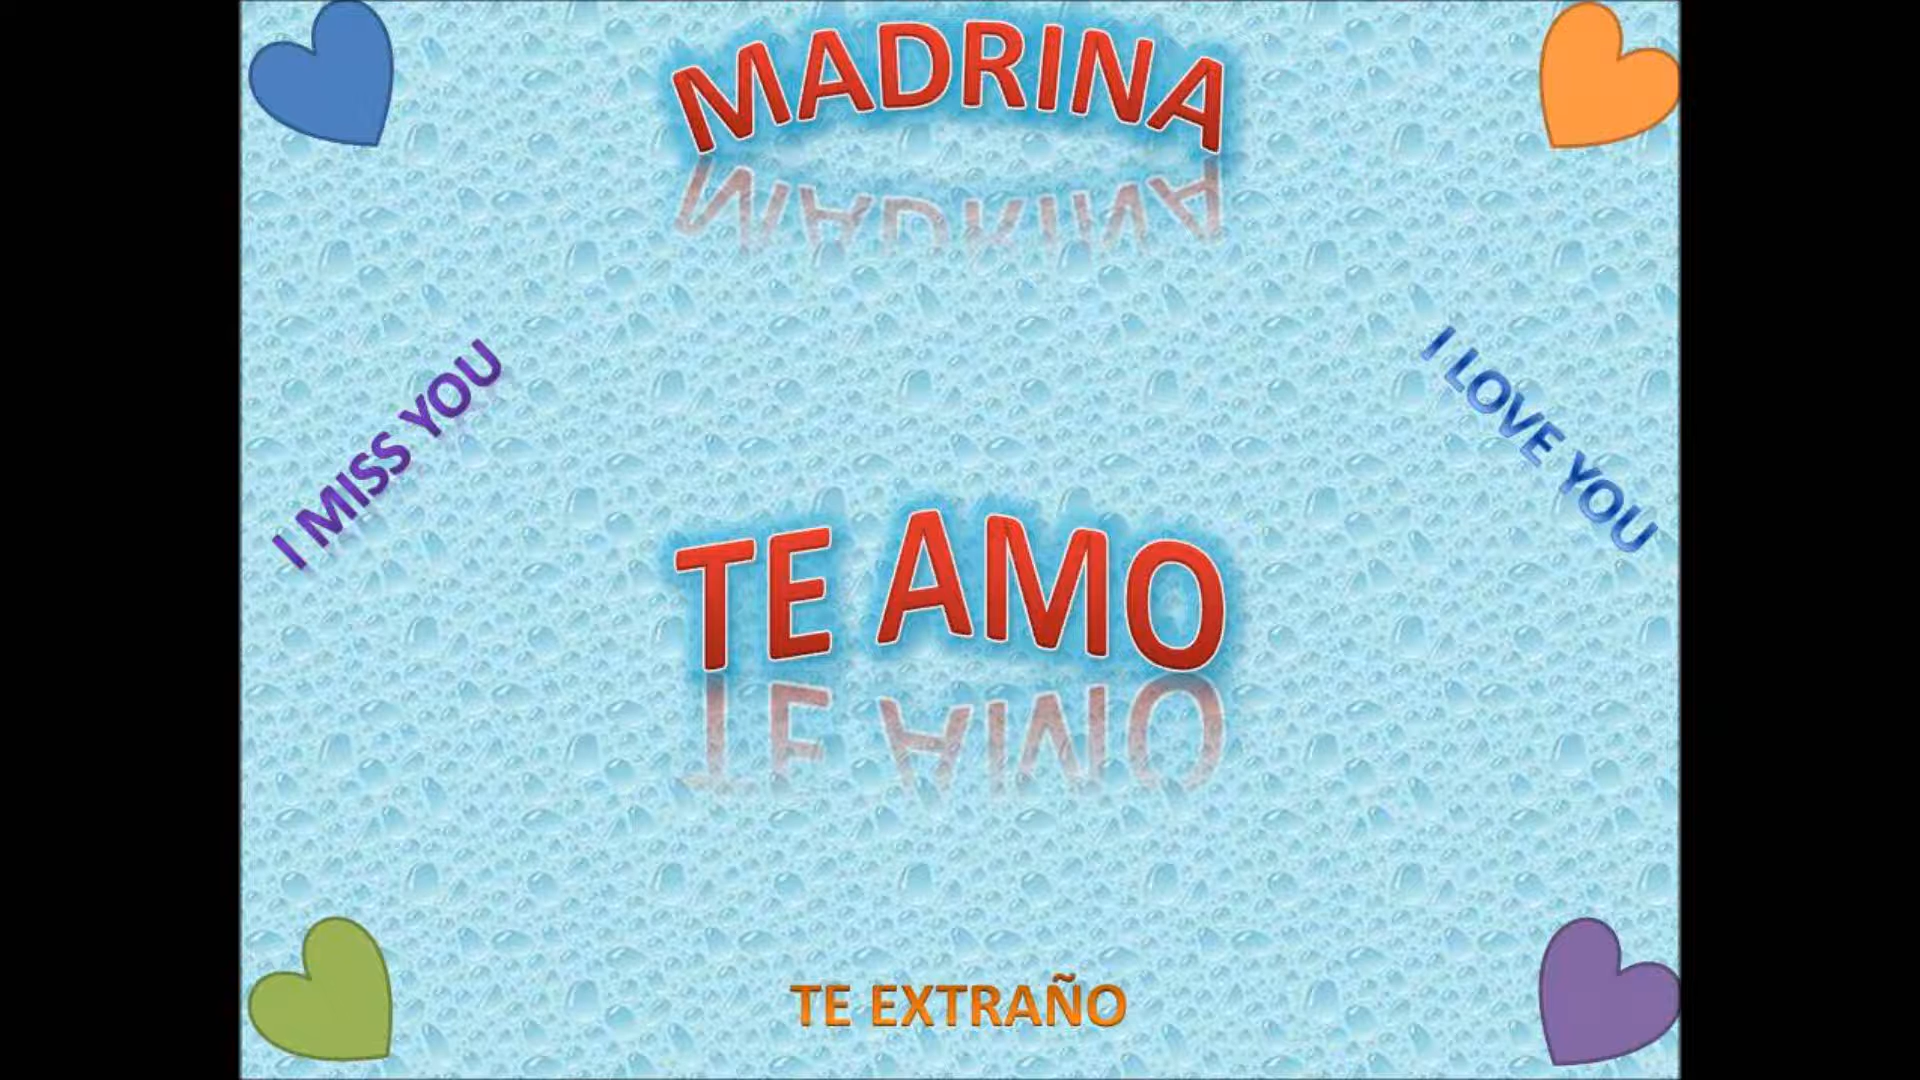 MADRINA
I MISS YOU
I LOVE YOU
TE AMO
TE EXTRAÑO